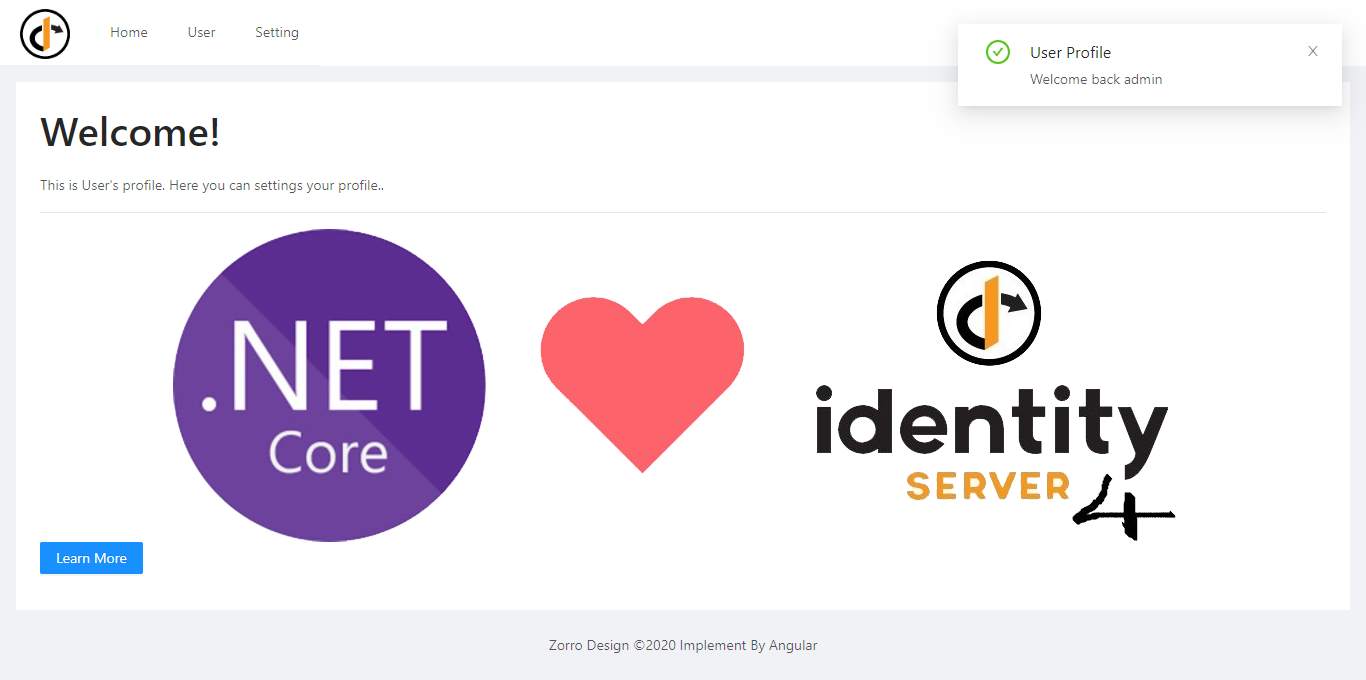 Home User Setting
User Profile
Welcome back admin
Welcome!
This is User's profile. Here you can settings your profile..
.NET
Core
identity
SERVER
4
Learn More
Zorro Design ©2020 Implement By Angular